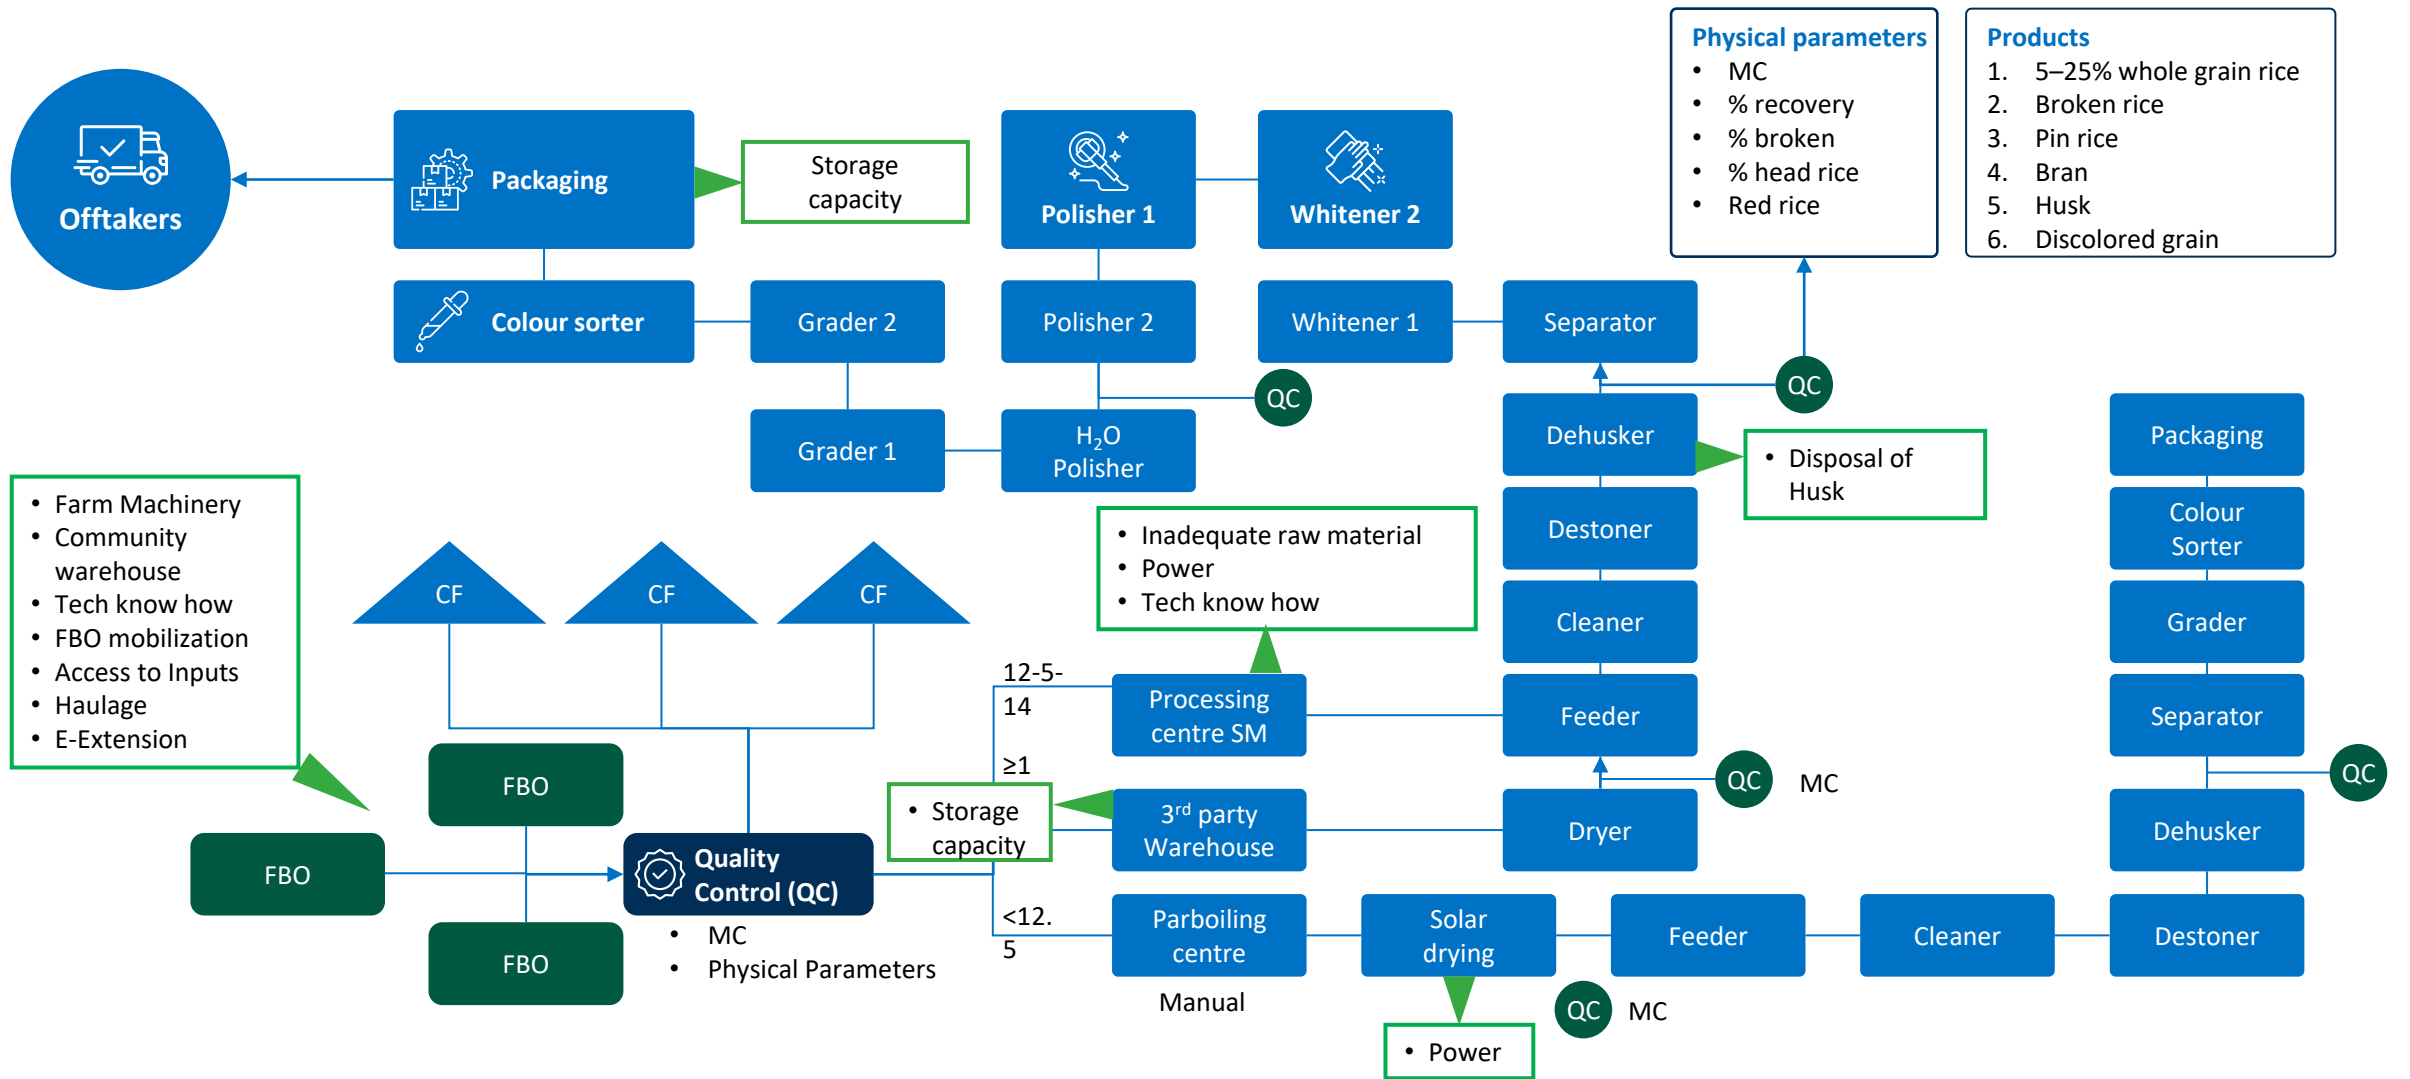 Physical parameters
• MC
• % recovery
• % broken
• % head rice
• Red rice
Products
1. 5–25% whole grain rice
2. Broken rice
3. Pin rice
4. Bran
5. Husk
6. Discolored grain
Offtakers
Packaging
Storage
capacity
Polisher 1
Whitener 2
Colour sorter
Grader 2
Polisher 2
Whitener 1
Separator
QC
QC
Grader 1
H₂O
Polisher
Dehusker
• Disposal of
Husk
Packaging
• Farm Machinery
• Community
warehouse
• Tech know how
• FBO mobilization
• Access to Inputs
• Haulage
• E-Extension
CF
CF
CF
• Inadequate raw material
• Power
• Tech know how
Destoner
Colour
Sorter
Cleaner
Grader
12-5-
14
Processing
centre SM
Feeder
Separator
≥1
QC
MC
QC
FBO
• Storage
capacity
3rd party
Warehouse
Dryer
Dehusker
FBO
Quality
Control (QC)
• MC
• Physical Parameters
FBO
<12.
5
Parboiling
centre
Manual
Solar
drying
Feeder
Cleaner
Destoner
QC
MC
• Power